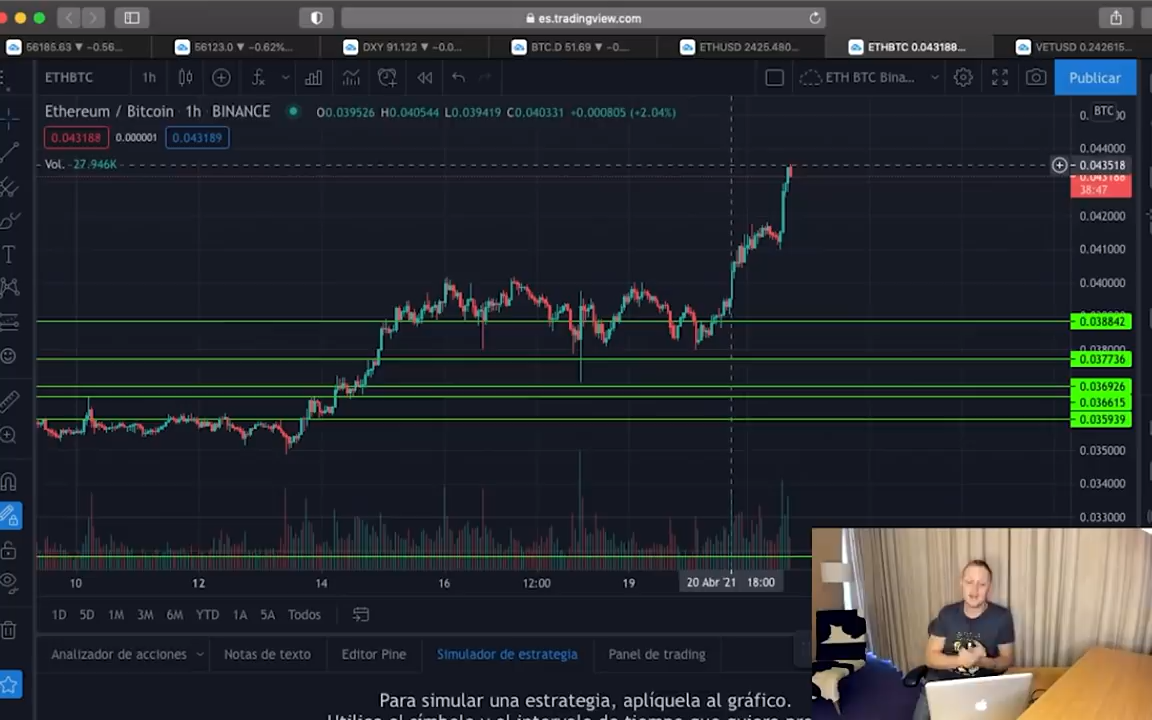 es.tradingview.com
56185.63 ▼ −0.56...
56123.0 ▼ −0.62%...
DXY 91.122 ▼ −0.0...
BTC.D 51.69 ▼ −0....
ETHUSD 2425.480...
ETHBTC 0.043188...
VETUSD 0.242615...
ETHBTC
1h
ETH BTC Bina...
Publicar
Ethereum / Bitcoin · 1h · BINANCE
O0.039526 H0.040544 L0.039419 C0.040331 +0.000805 (+2.04%)
BTC
0.043188
0.000001
0.043189
Vol. 27.946K
0.044000
0.043518
0.043188
38:47
0.042000
0.041000
0.040000
0.038842
0.038000
0.037736
0.036926
0.036615
0.035939
0.035000
0.034000
0.033000
10
12
14
16
12:00
19
20 Abr '21 18:00
1D 5D 1M 3M 6M YTD 1A 5A Todos
Analizador de acciones
Notas de texto
Editor Pine
Simulador de estrategia
Panel de trading
Para simular una estrategia, aplíquela al gráfico.